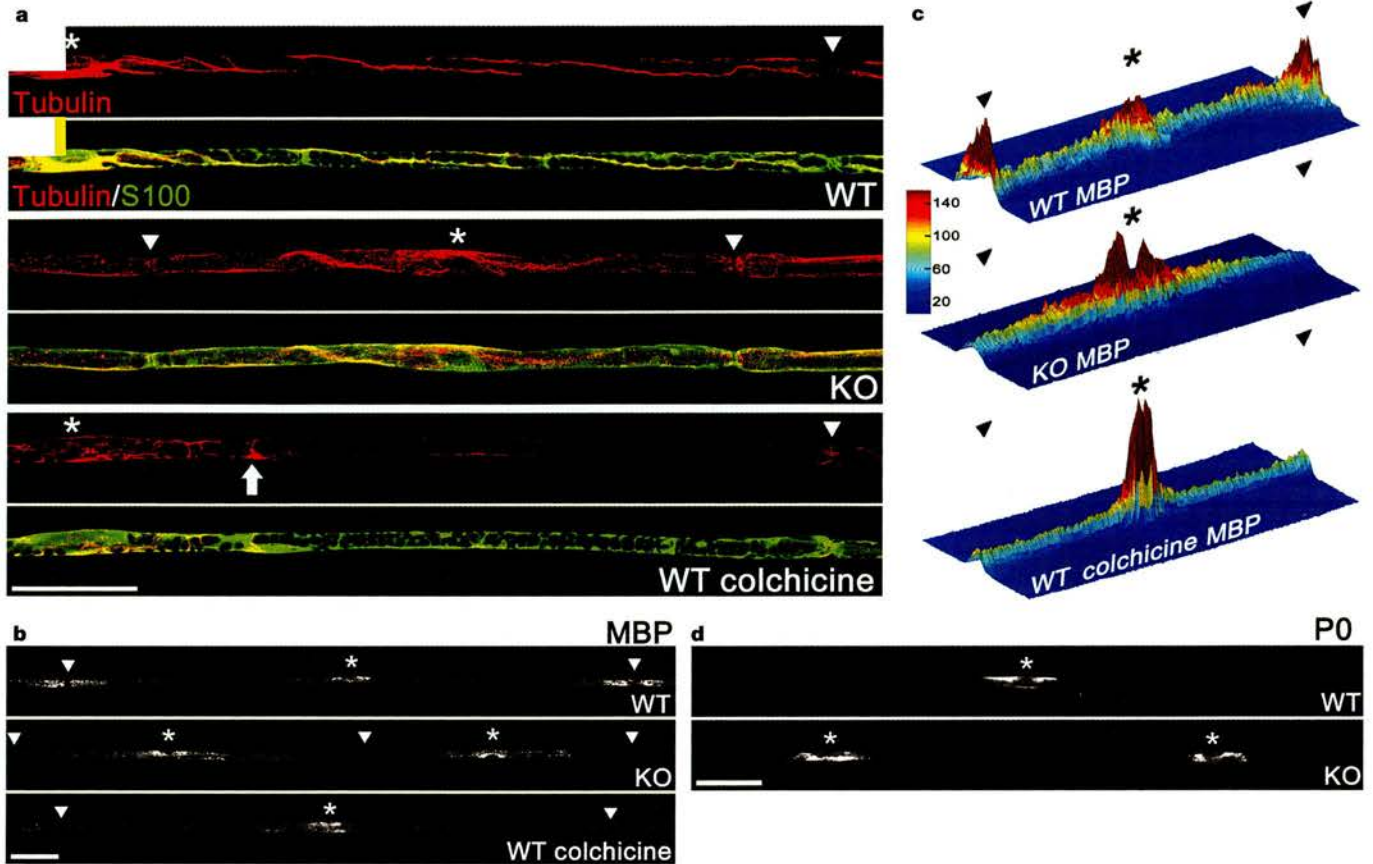 a
*
Tubulin
Tubulin/S100
WT
*
KO
*
WT colchicine
b
MBP
*
WT
* *
KO
*
WT colchicine
c
*
WT MBP
140
100
60
20
*
KO MBP
*
WT colchicine MBP
d
P0
*
WT
* *
KO